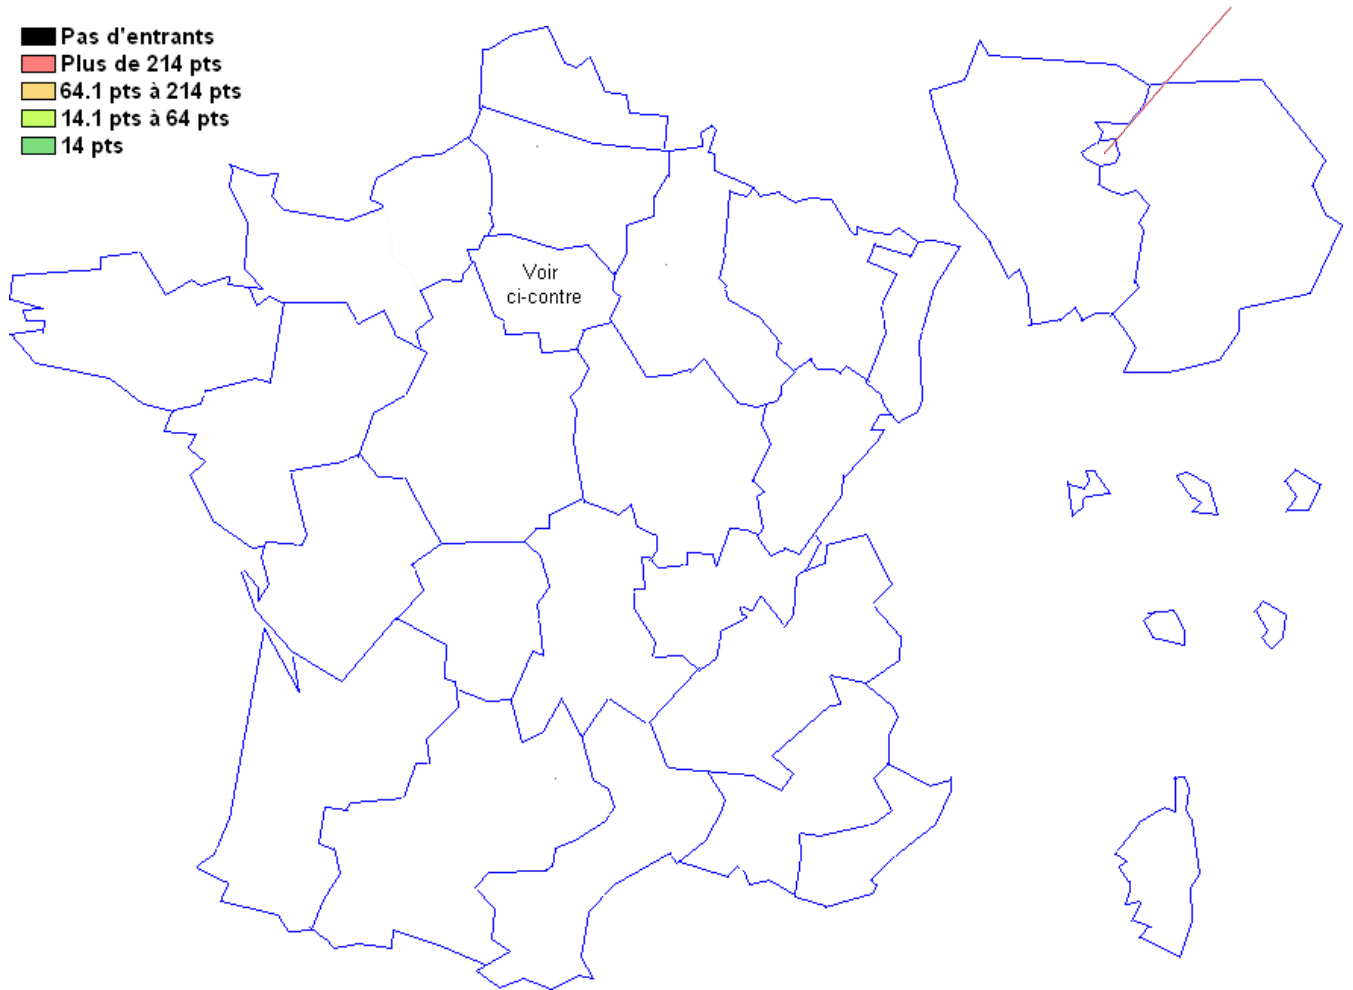 Pas d'entrants
Plus de 214 pts
64.1 pts à 214 pts
14.1 pts à 64 pts
14 pts
Voir
ci-contre